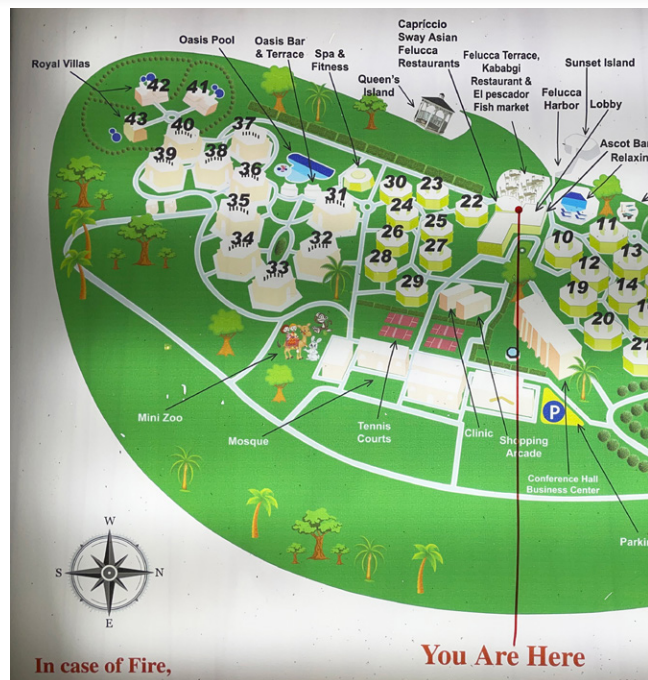 Capriccio
Sway Asian
Felucca
Restaurants
Oasis Pool
Oasis Bar
& Terrace
Spa &
Fitness
Felucca Terrace,
Kababgi
Restaurant &
El pescador
Fish market
Sunset Island
Royal Villas
Queen's
Island
Felucca
Harbor
Lobby
Ascot Bar
Relaxin
42
41
43
40
37
39
38
36
35
34
33
32
31
30
23
24
22
25
26
27
28
29
10
11
12
13
19
14
20
21
Mini Zoo
Mosque
Tennis
Courts
Clinic
Shopping
Arcade
P
Conference Hall
Business Center
Parkin
W
S
N
E
In case of Fire,
You Are Here